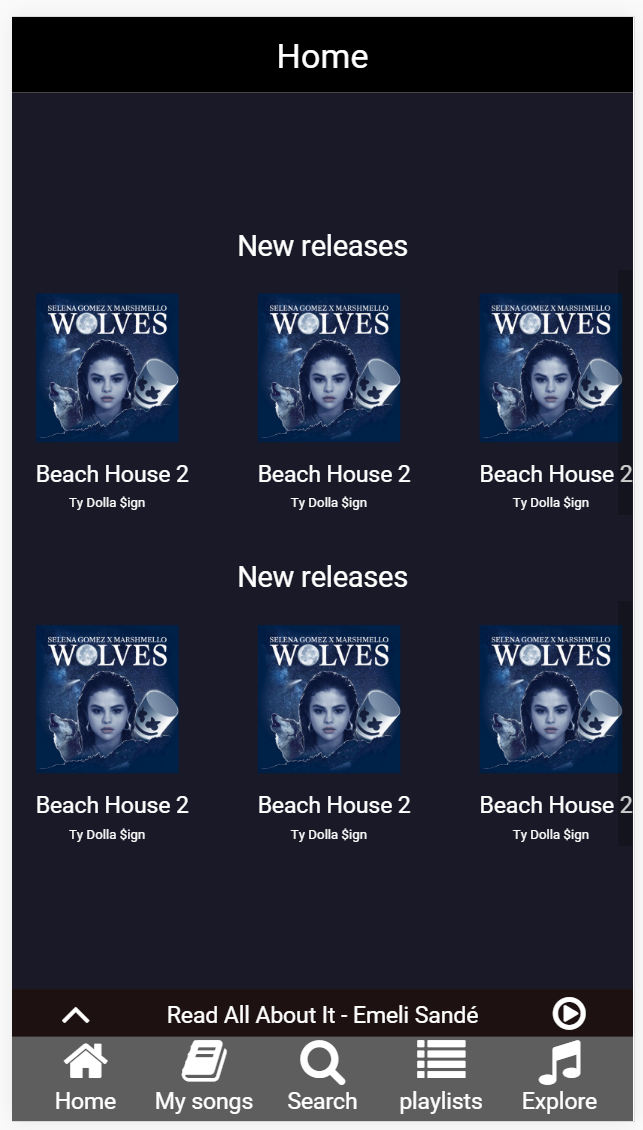 Home
New releases
SELENA GOMEZ X MARSHMELLO
WOLVES
SELENA GOMEZ X MARSHMELLO
WOLVES
SELENA GOMEZ X MARSHMELLO
WOLVES
Beach House 2
Beach House 2
Beach House 2
Ty Dolla $ign
Ty Dolla $ign
Ty Dolla $ign
New releases
SELENA GOMEZ X MARSHMELLO
WOLVES
SELENA GOMEZ X MARSHMELLO
WOLVES
SELENA GOMEZ X MARSHMELLO
WOLVES
Beach House 2
Beach House 2
Beach House 2
Ty Dolla $ign
Ty Dolla $ign
Ty Dolla $ign
Read All About It - Emeli Sandé
Home
My songs
Search
playlists
Explore